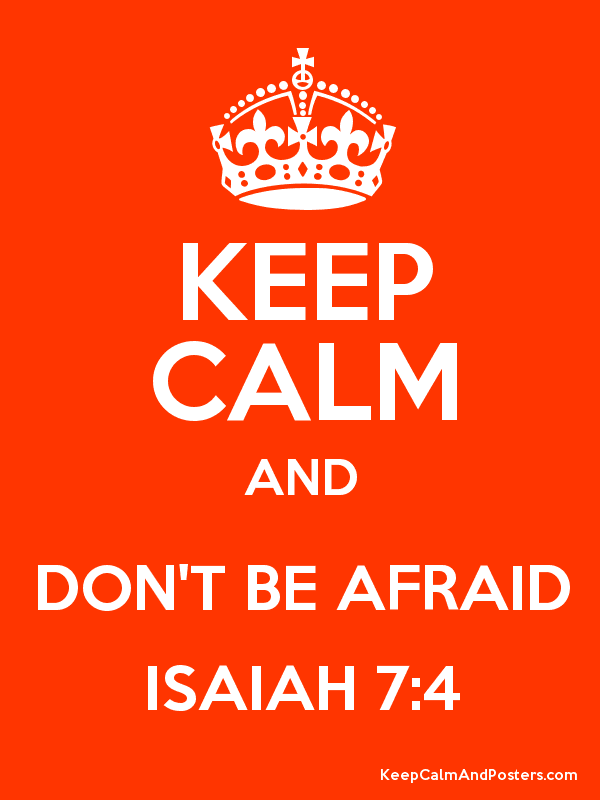 KEEP
CALM
AND
DON'T BE AFRAID
ISAIAH 7:4
KeepCalmAndPosters.com